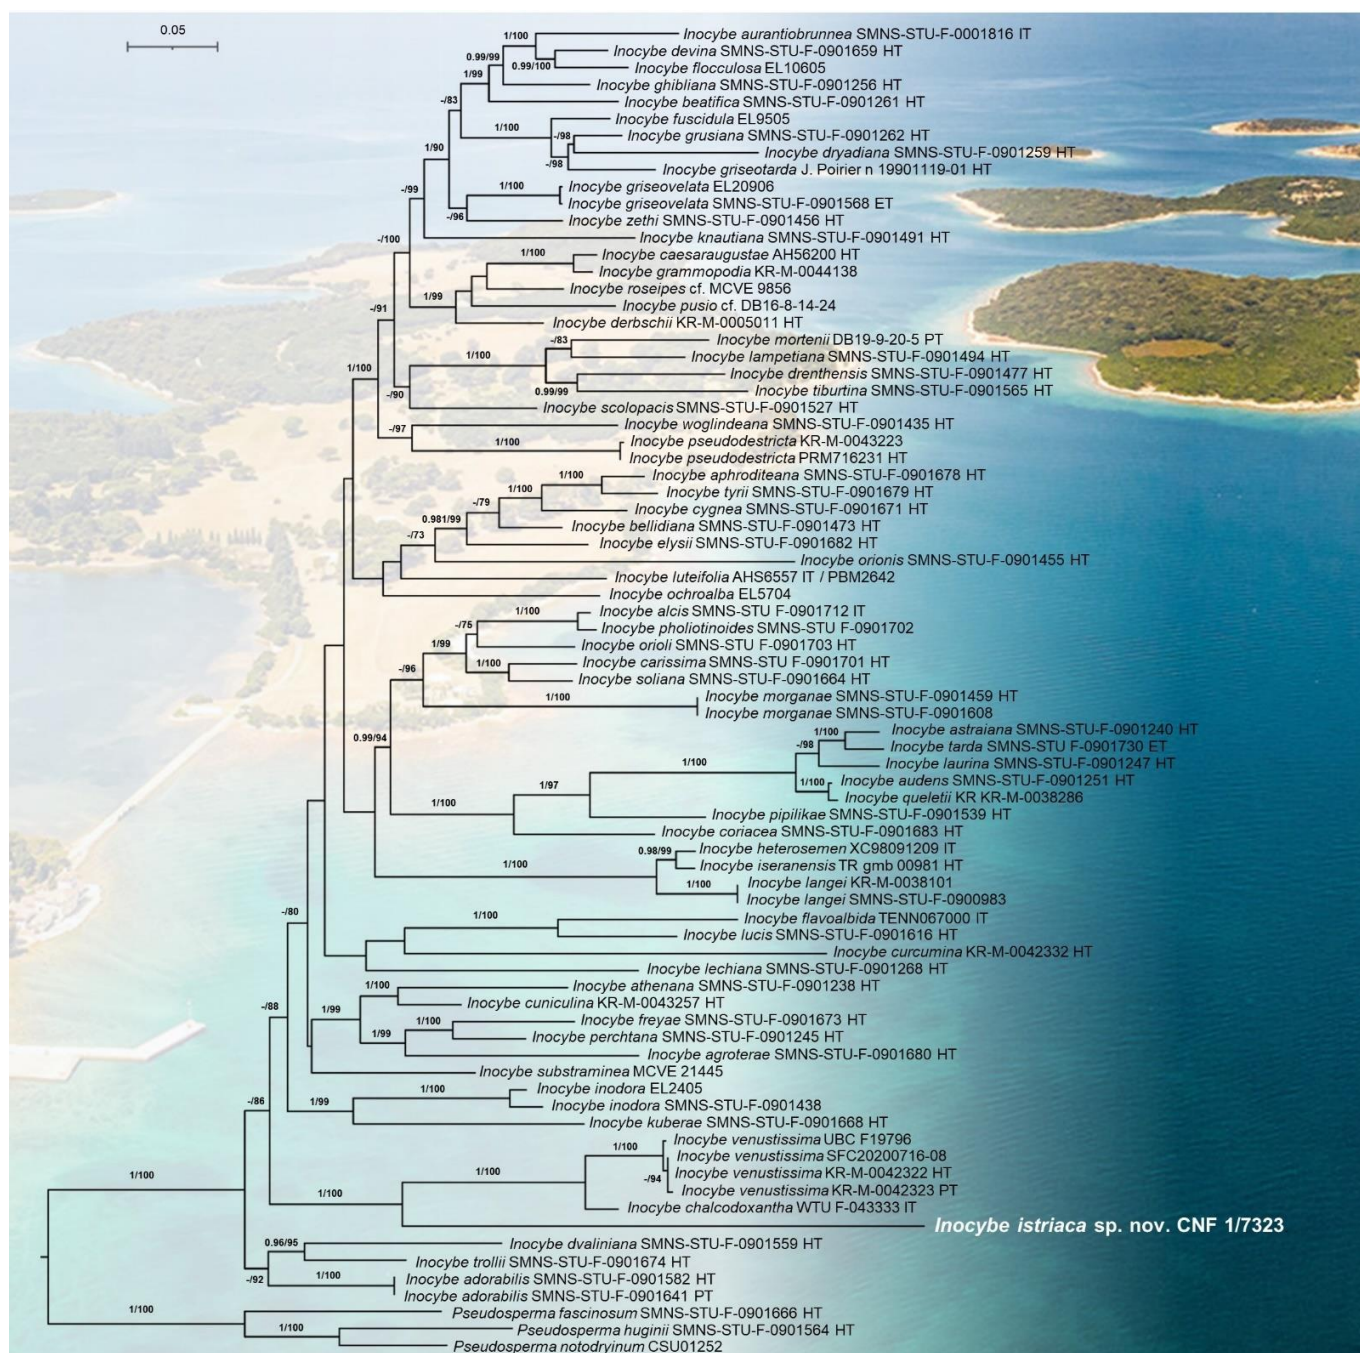 0.05
1/100
Inocybe aurantiobrunnea SMNS-STU-F-0001816 IT
0.99/99
Inocybe devina SMNS-STU-F-0901659 HT
0.99/100
Inocybe flocculosa EL10605
1/99
Inocybe ghibliana SMNS-STU-F-0901256 HT
-/83
Inocybe beatifica SMNS-STU-F-0901261 HT
Inocybe fuscidula EL9505
1/100
-/98
Inocybe grusiana SMNS-STU-F-0901262 HT
1/90
Inocybe dryadiana SMNS-STU-F-0901259 HT
-/98
Inocybe griseotarda J. Poirier n 19901119-01 HT
1/100
Inocybe griseovelata EL20906
-/99
Inocybe griseovelata SMNS-STU-F-0901568 ET
-/96
Inocybe zethi SMNS-STU-F-0901456 HT
-/100
Inocybe knautiana SMNS-STU-F-0901491 HT
1/100
Inocybe caesaraugustae AH56200 HT
Inocybe grammopodia KR-M-0044138
Inocybe roseipes cf. MCVE 9856
1/99
Inocybe pusio cf. DB16-8-14-24
-/91
Inocybe derbschii KR-M-0005011 HT
-/83
Inocybe mortenii DB19-9-20-5 PT
1/100
Inocybe lampetiana SMNS-STU-F-0901494 HT
1/100
Inocybe drenthensis SMNS-STU-F-0901477 HT
0.99/99
Inocybe tiburtina SMNS-STU-F-0901565 HT
-/90
Inocybe scolopacis SMNS-STU-F-0901527 HT
-/97
Inocybe woglindeana SMNS-STU-F-0901435 HT
1/100
Inocybe pseudodestricta KR-M-0043223
Inocybe pseudodestricta PRM716231 HT
1/100
Inocybe aphroditeana SMNS-STU-F-0901678 HT
1/100
Inocybe tyrii SMNS-STU-F-0901679 HT
-/79
Inocybe cygnea SMNS-STU-F-0901671 HT
0.981/99
Inocybe bellidiana SMNS-STU-F-0901473 HT
-/73
Inocybe elysii SMNS-STU-F-0901682 HT
Inocybe orionis SMNS-STU-F-0901455 HT
Inocybe luteifolia AHS6557 IT / PBM2642
Inocybe ochroalba EL5704
1/100
Inocybe alcis SMNS-STU F-0901712 IT
-/75
Inocybe pholiotinoides SMNS-STU F-0901702
1/99
Inocybe orioli SMNS-STU F-0901703 HT
-/96
1/100
Inocybe carissima SMNS-STU F-0901701 HT
Inocybe soliana SMNS-STU-F-0901664 HT
1/100
Inocybe morganae SMNS-STU-F-0901459 HT
Inocybe morganae SMNS-STU-F-0901608
0.99/94
1/100
Inocybe astraiana SMNS-STU-F-0901240 HT
-/98
Inocybe tarda SMNS-STU F-0901730 ET
1/100
Inocybe laurina SMNS-STU-F-0901247 HT
1/97
1/100
Inocybe audens SMNS-STU-F-0901251 HT
Inocybe queletii KR KR-M-0038286
1/100
Inocybe pipilikae SMNS-STU-F-0901539 HT
Inocybe coriacea SMNS-STU-F-0901683 HT
0.98/99
Inocybe heterosemen XC98091209 IT
1/100
Inocybe iseranensis TR gmb 00981 HT
1/100
Inocybe langei KR-M-0038101
Inocybe langei SMNS-STU-F-0900983
-/80
1/100
Inocybe flavoalbida TENN067000 IT
Inocybe lucis SMNS-STU-F-0901616 HT
Inocybe curcumina KR-M-0042332 HT
Inocybe lechiana SMNS-STU-F-0901268 HT
1/100
Inocybe athenana SMNS-STU-F-0901238 HT
-/88
1/99
Inocybe cuniculina KR-M-0043257 HT
1/100
Inocybe freyae SMNS-STU-F-0901673 HT
1/99
Inocybe perchtana SMNS-STU-F-0901245 HT
Inocybe agroterae SMNS-STU-F-0901680 HT
Inocybe substraminea MCVE 21445
1/100
Inocybe inodora EL2405
-/86
1/99
Inocybe inodora SMNS-STU-F-0901438
Inocybe kuberae SMNS-STU-F-0901668 HT
1/100
Inocybe venustissima UBC F19796
Inocybe venustissima SFC20200716-08
1/100
Inocybe venustissima KR-M-0042322 HT
-/94
Inocybe venustissima KR-M-0042323 PT
1/100
1/100
Inocybe chalcodoxantha WTU F-043333 IT
Inocybe istriaca sp. nov. CNF 1/7323
0.96/95
Inocybe dvaliniana SMNS-STU-F-0901559 HT
Inocybe trollii SMNS-STU-F-0901674 HT
-/92
1/100
Inocybe adorabilis SMNS-STU-F-0901582 HT
Inocybe adorabilis SMNS-STU-F-0901641 PT
1/100
Pseudosperma fascinosum SMNS-STU-F-0901666 HT
1/100
Pseudosperma huginii SMNS-STU-F-0901564 HT
Pseudosperma notodryinum CSU01252